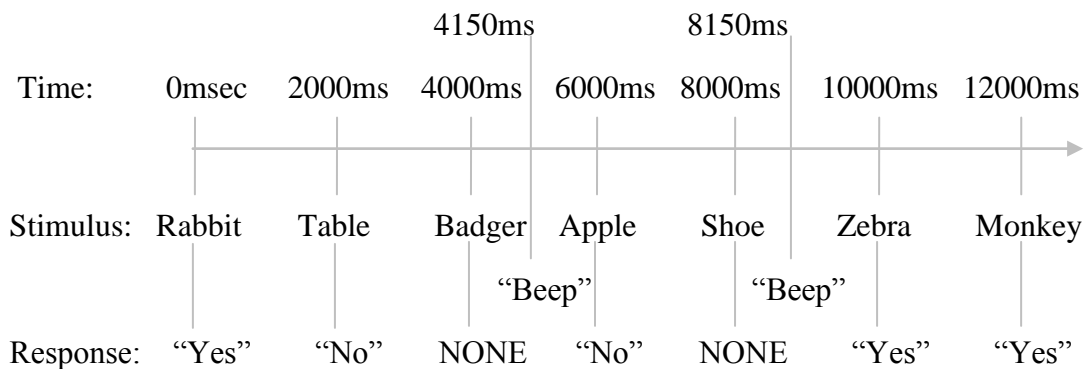 4150ms 8150ms
Time: 0msec 2000ms 4000ms 6000ms 8000ms 10000ms 12000ms
Stimulus: Rabbit Table Badger Apple Shoe Zebra Monkey
“Beep” “Beep”
Response: “Yes” “No” NONE “No” NONE “Yes” “Yes”